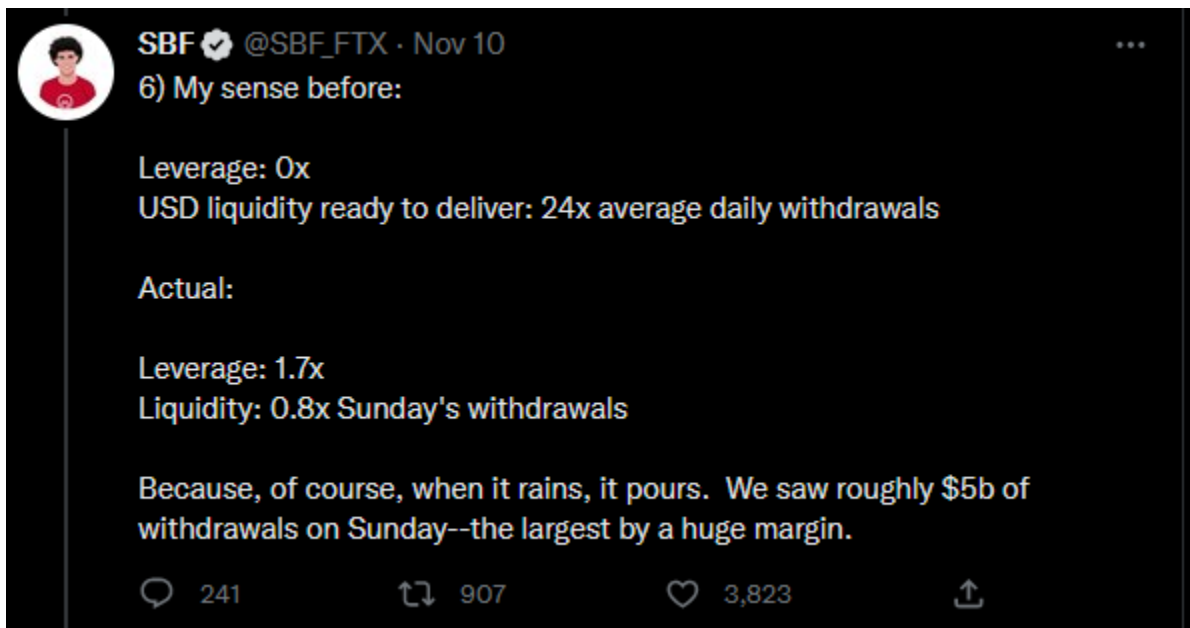 SBF @SBF_FTX · Nov 10
6) My sense before:
Leverage: 0x
USD liquidity ready to deliver: 24x average daily withdrawals
Actual:
Leverage: 1.7x
Liquidity: 0.8x Sunday's withdrawals
Because, of course, when it rains, it pours.  We saw roughly $5b of
withdrawals on Sunday--the largest by a huge margin.
241 907 3,823